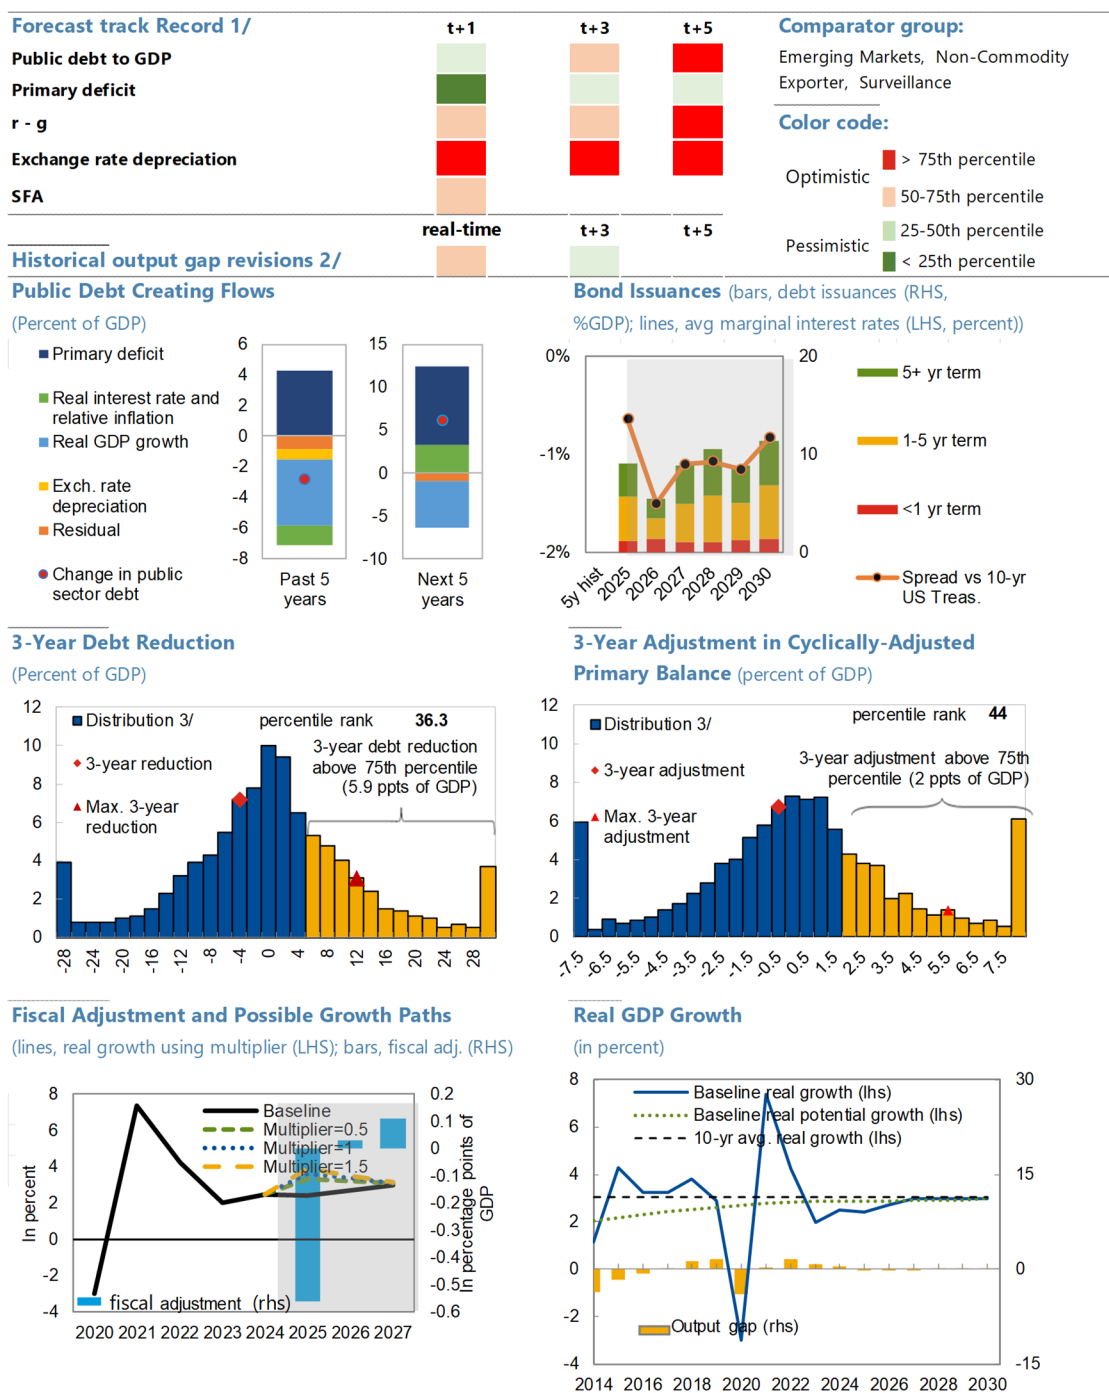 Forecast track Record 1/ t+1 t+3 t+5 Comparator group:
Public debt to GDP Emerging Markets, Non-Commodity
Exporter, Surveillance
Primary deficit
r - g Color code:
Exchange rate depreciation Optimistic > 75th percentile
SFA 50-75th percentile
real-time t+3 t+5 Pessimistic 25-50th percentile
Historical output gap revisions 2/ < 25th percentile
Public Debt Creating Flows
(Percent of GDP)
Primary deficit
Real interest rate and
relative inflation
Real GDP growth
Exch. rate
depreciation
Residual
Change in public
sector debt
6
4
2
0
-2
-4
-6
-8
Past 5
years
15
10
5
0
-5
-10
Next 5
years
Bond Issuances (bars, debt issuances (RHS,
%GDP); lines, avg marginal interest rates (LHS, percent))
0%
-1%
-2%
20
10
0
5y hist 2025 2026 2027 2028 2029 2030
5+ yr term
1-5 yr term
<1 yr term
Spread vs 10-yr
US Treas.
3-Year Debt Reduction
(Percent of GDP)
12
10
8
6
4
2
0
Distribution 3/
3-year reduction
Max. 3-year
reduction
percentile rank 36.3
3-year debt reduction
above 75th percentile
(5.9 ppts of GDP)
-28 -24 -20 -16 -12 -8 -4 0 4 8 12 16 20 24 28
3-Year Adjustment in Cyclically-Adjusted
Primary Balance (percent of GDP)
12
10
8
6
4
2
0
Distribution 3/
3-year adjustment
Max. 3-year
adjustment
percentile rank 44
3-year adjustment above 75th
percentile (2 ppts of GDP)
-7.5 -6.5 -5.5 -4.5 -3.5 -2.5 -1.5 -0.5 0.5 1.5 2.5 3.5 4.5 5.5 6.5 7.5
Fiscal Adjustment and Possible Growth Paths
(lines, real growth using multiplier (LHS); bars, fiscal adj. (RHS)
In percent
8
6
4
2
0
-2
-4
Baseline
Multiplier=0.5
Multiplier=1
Multiplier=1.5
fiscal adjustment (rhs)
0.2
0.1
0
-0.1
-0.2
-0.3
-0.4
-0.5
-0.6
In percentage points of
GDP
2020 2021 2022 2023 2024 2025 2026 2027
Real GDP Growth
(in percent)
8
6
4
2
0
-2
-4
Baseline real growth (lhs)
Baseline real potential growth (lhs)
10-yr avg. real growth (lhs)
Output gap (rhs)
30
15
0
-15
2014 2016 2018 2020 2022 2024 2026 2028 2030